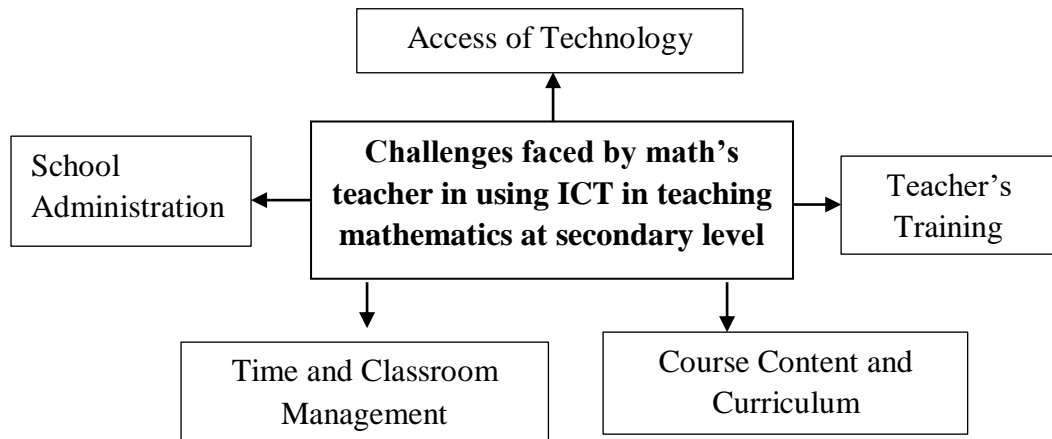 Access of Technology
Challenges faced by math’s
teacher in using ICT in teaching
mathematics at secondary level
School
Administration
Teacher’s
Training
Time and Classroom
Management
Course Content and
Curriculum